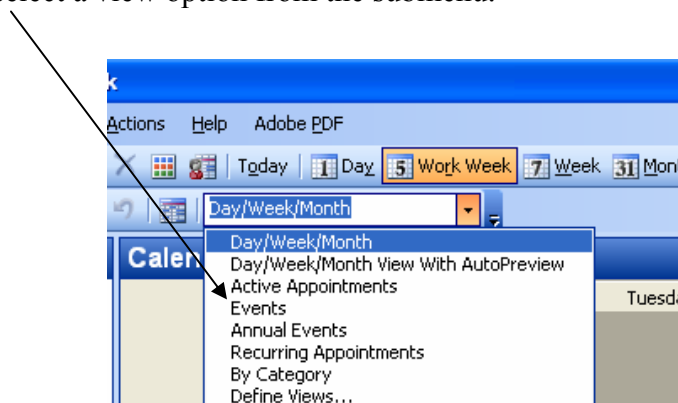 select a view option from the submenu.
k
Actions Help Adobe PDF
Today 1 Day 5 Work Week 7 Week 31 Mon
Day/Week/Month
Day/Week/Month
Calen
Day/Week/Month View With AutoPreview
Active Appointments
Tuesda
Events
Annual Events
Recurring Appointments
By Category
Define Views...